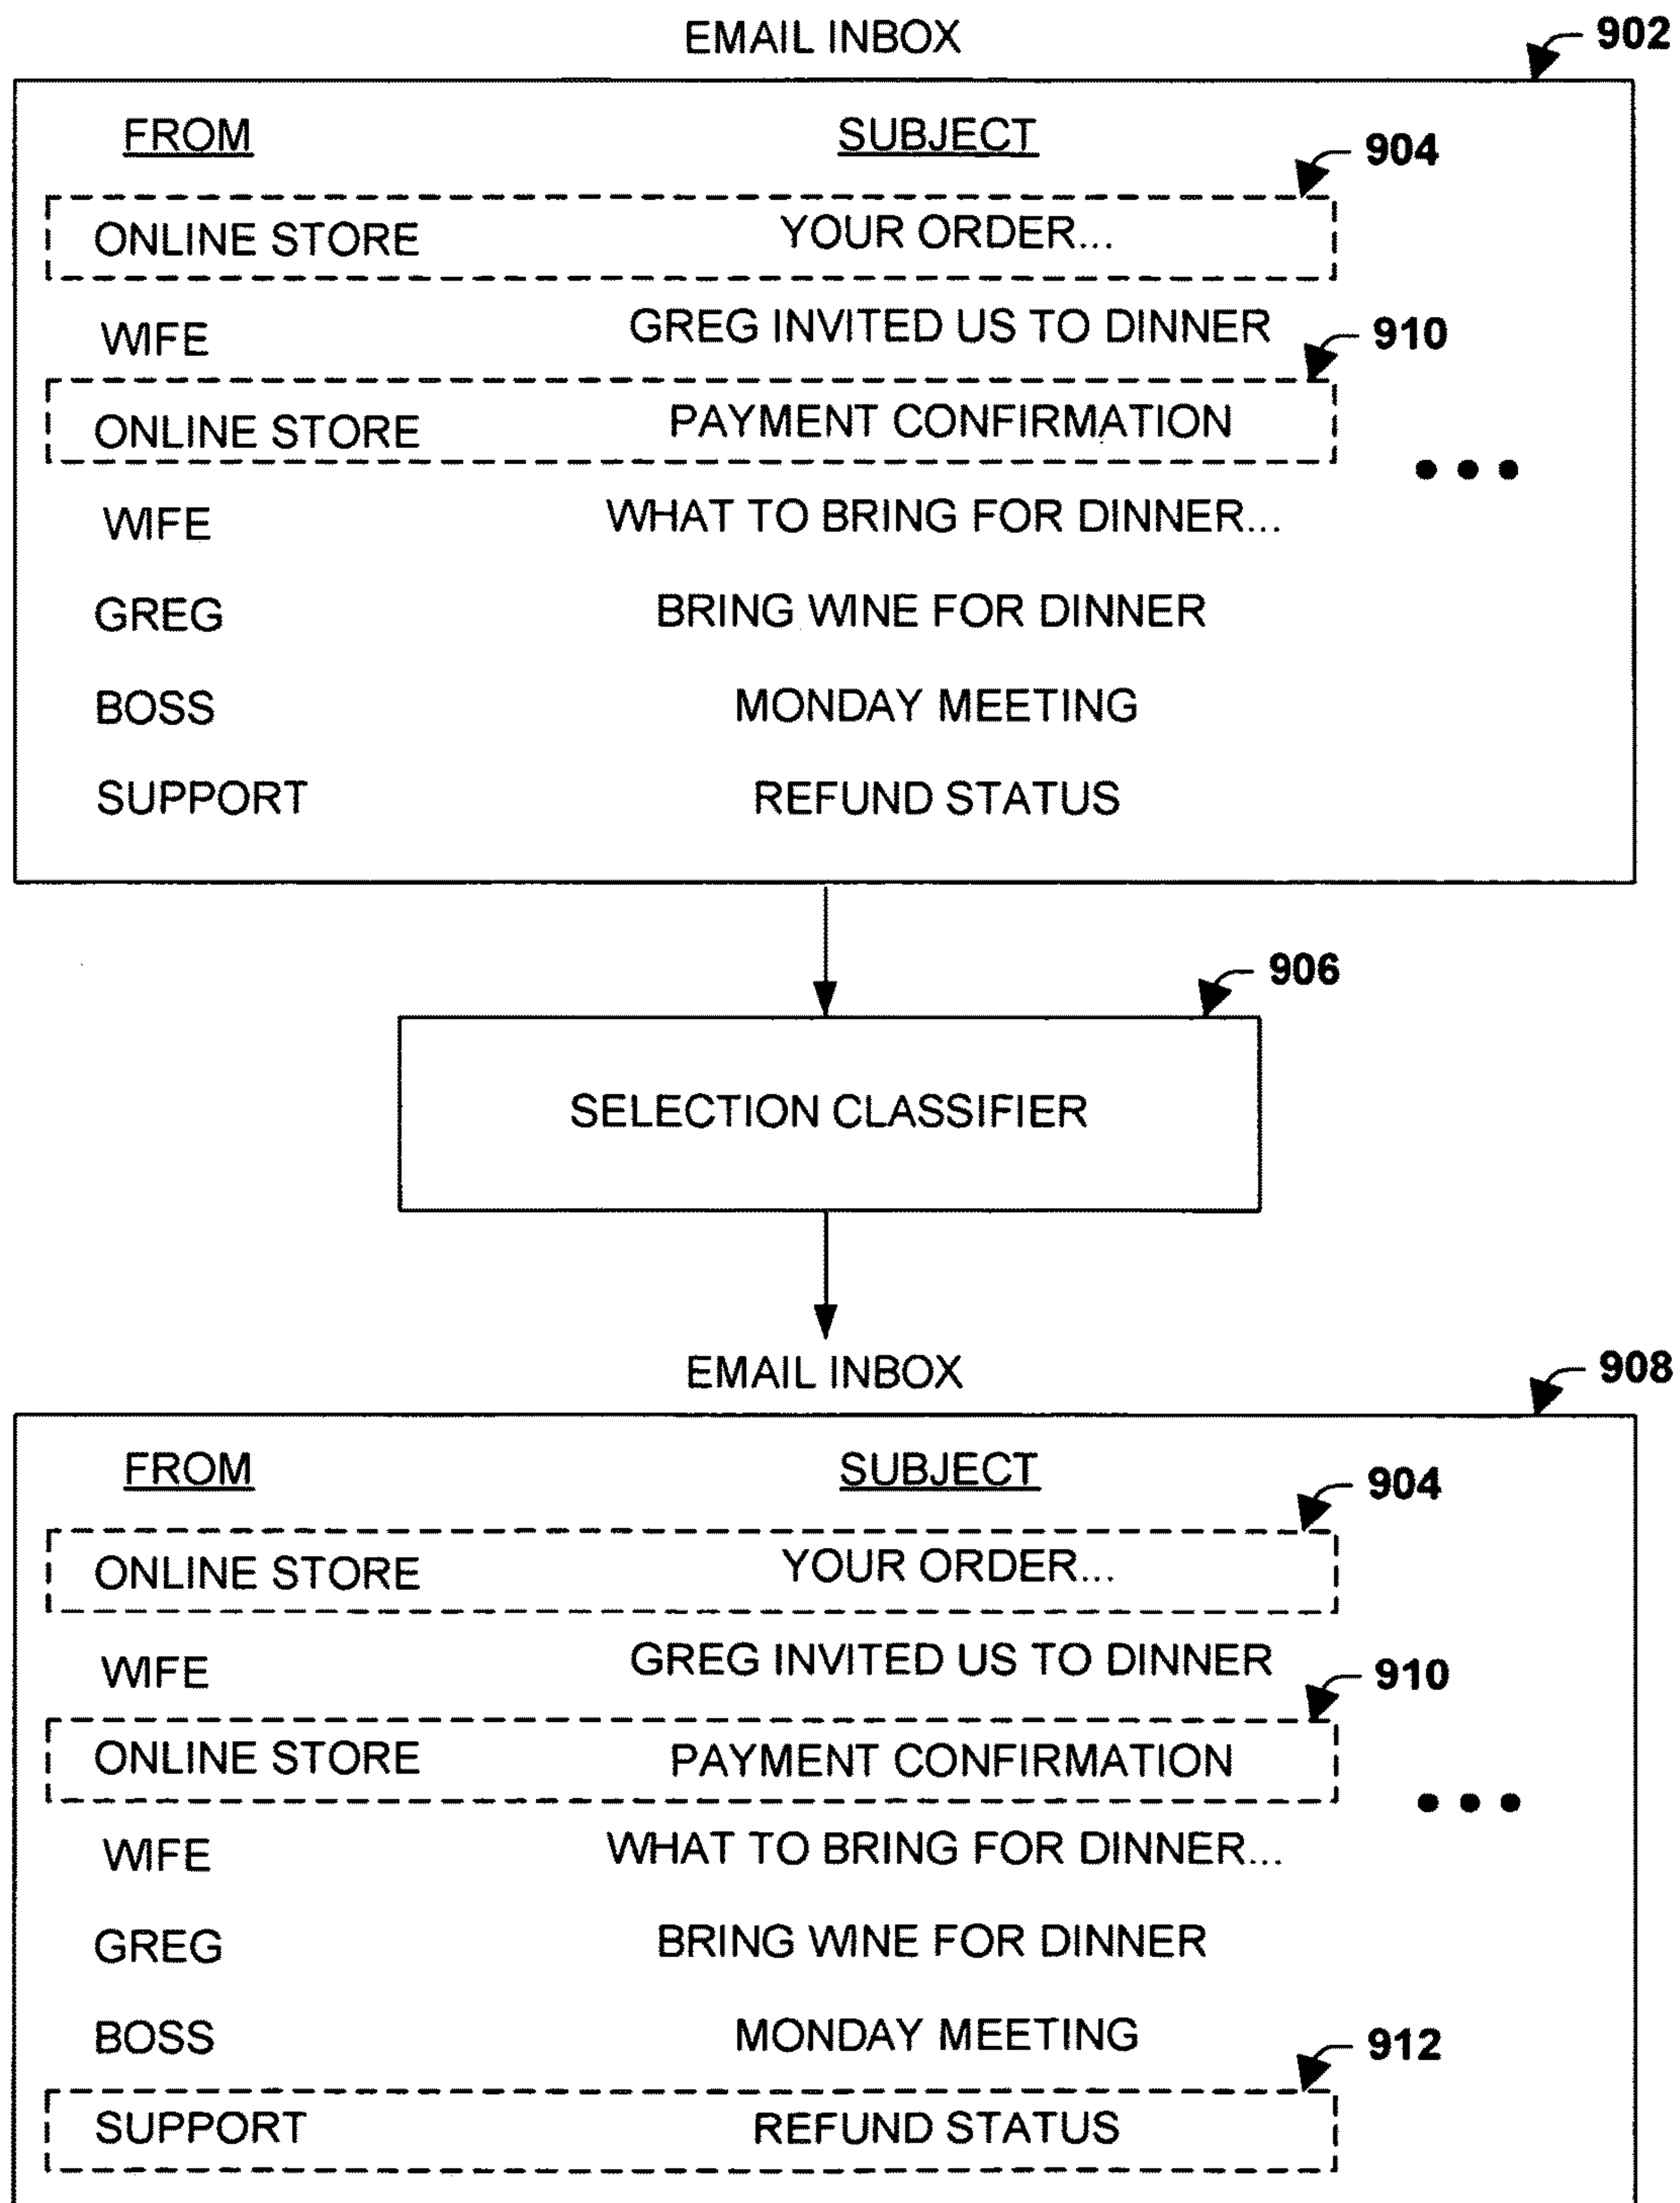 EMAIL INBOX
902
FROM SUBJECT
904
ONLINE STORE YOUR ORDER...
WIFE GREG INVITED US TO DINNER
910
ONLINE STORE PAYMENT CONFIRMATION
WIFE WHAT TO BRING FOR DINNER...
GREG BRING WINE FOR DINNER
BOSS MONDAY MEETING
SUPPORT REFUND STATUS
906
SELECTION CLASSIFIER
EMAIL INBOX
908
FROM SUBJECT
904
ONLINE STORE YOUR ORDER...
WIFE GREG INVITED US TO DINNER
910
ONLINE STORE PAYMENT CONFIRMATION
WIFE WHAT TO BRING FOR DINNER...
GREG BRING WINE FOR DINNER
BOSS MONDAY MEETING
912
SUPPORT REFUND STATUS